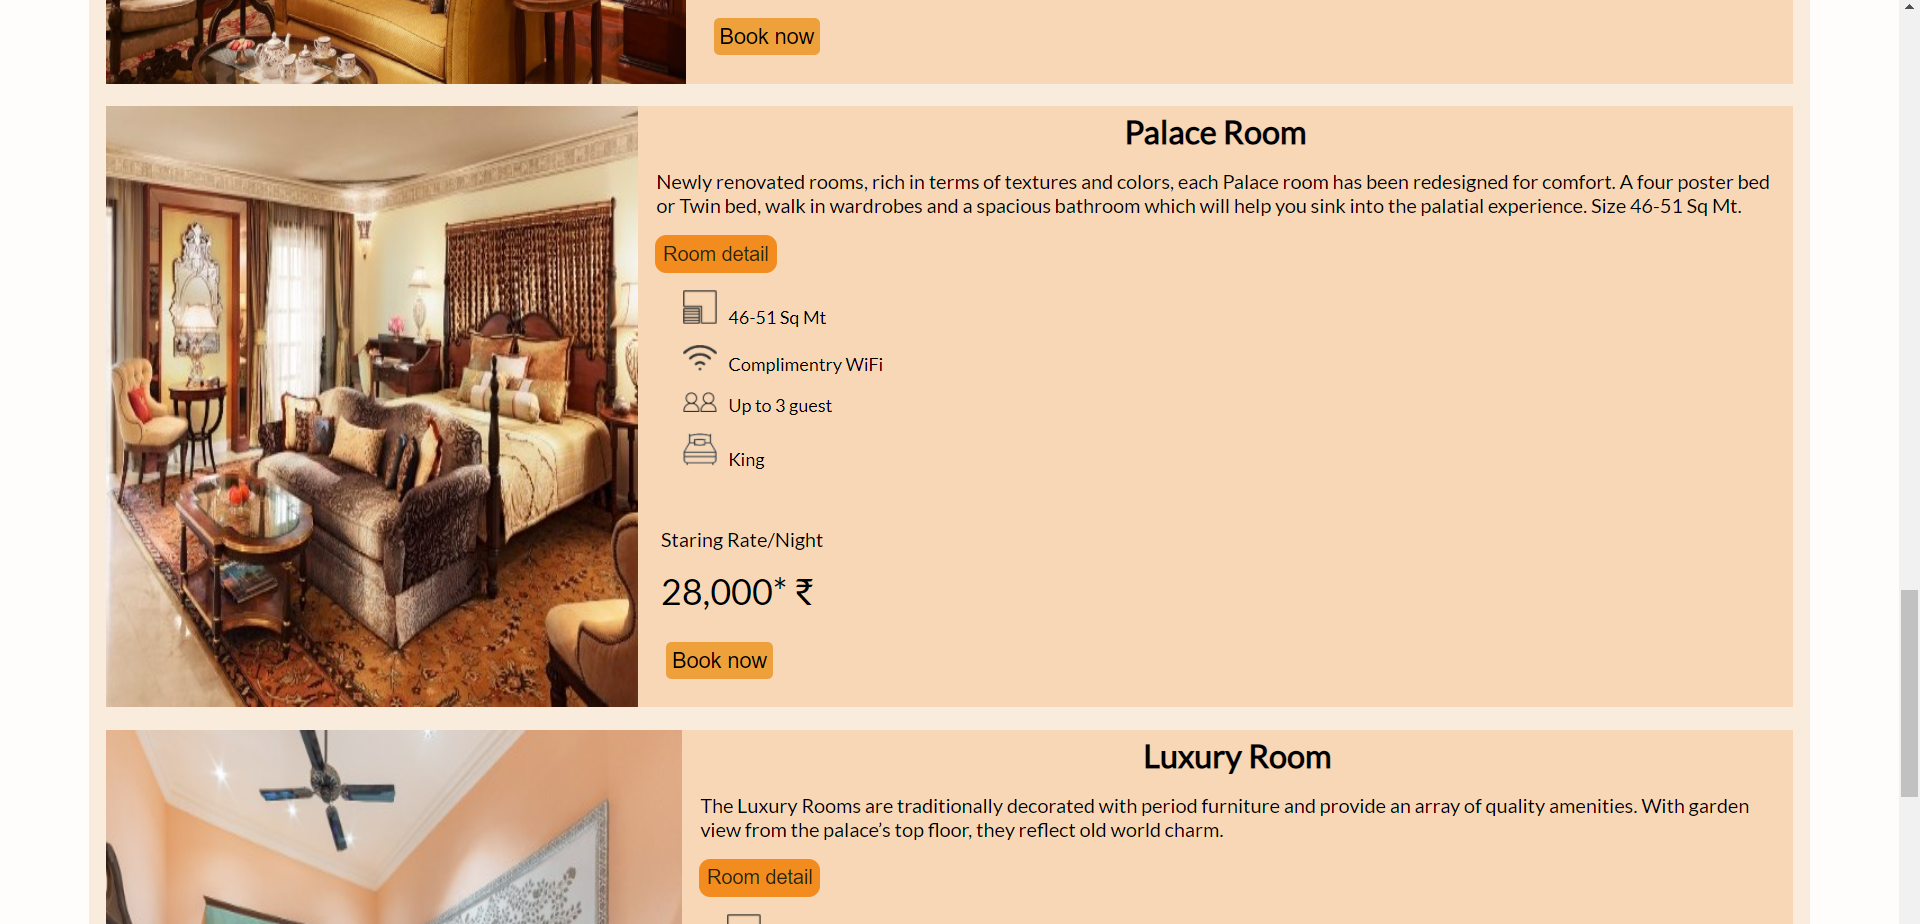 Book now
Palace Room
Newly renovated rooms, rich in terms of textures and colors, each Palace room has been redesigned for comfort. A four poster bed
or Twin bed, walk in wardrobes and a spacious bathroom which will help you sink into the palatial experience. Size 46-51 Sq Mt.
Room detail
46-51 Sq Mt
Complimentry WiFi
Up to 3 guest
King
Staring Rate/Night
28,000* ₹
Book now
Luxury Room
The Luxury Rooms are traditionally decorated with period furniture and provide an array of quality amenities. With garden
view from the palace’s top floor, they reflect old world charm.
Room detail